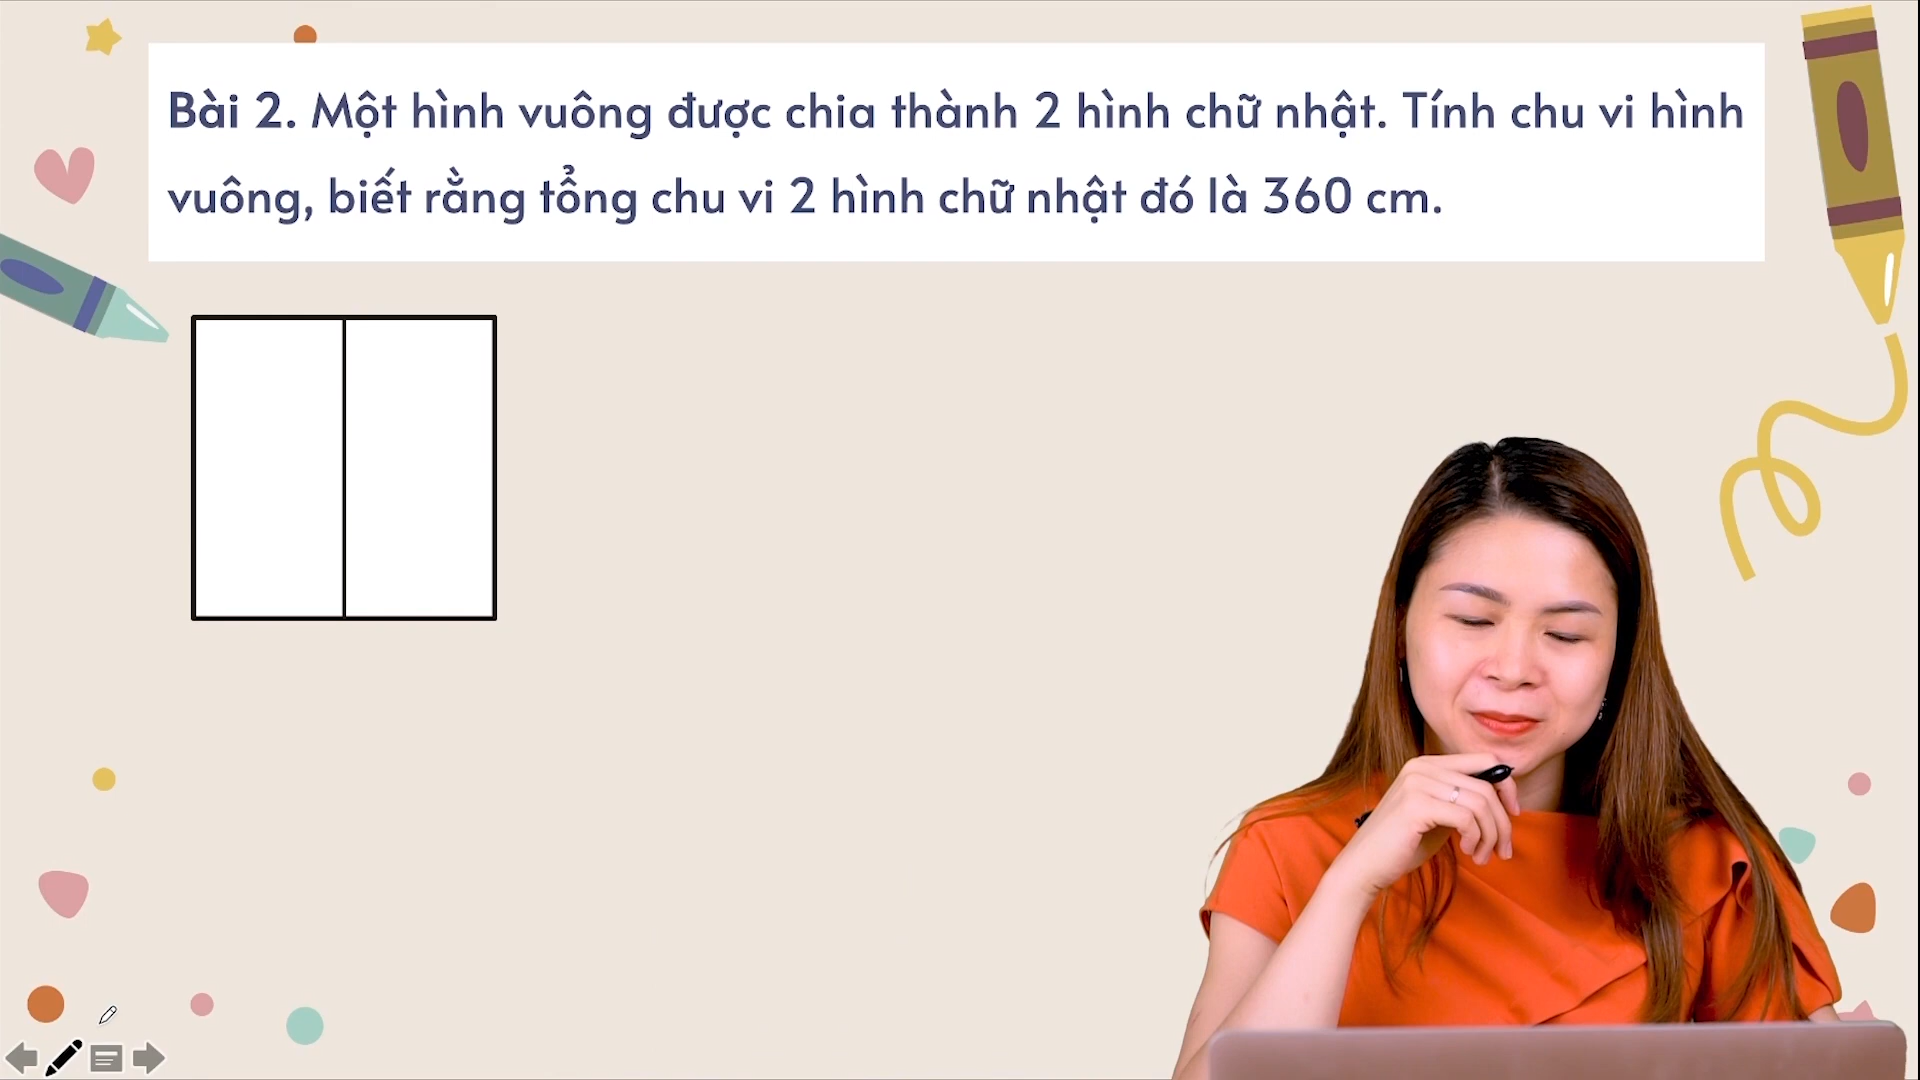 Bài 2. Một hình vuông được chia thành 2 hình chữ nhật. Tính chu vi hình
vuông, biết rằng tổng chu vi 2 hình chữ nhật đó là 360 cm.